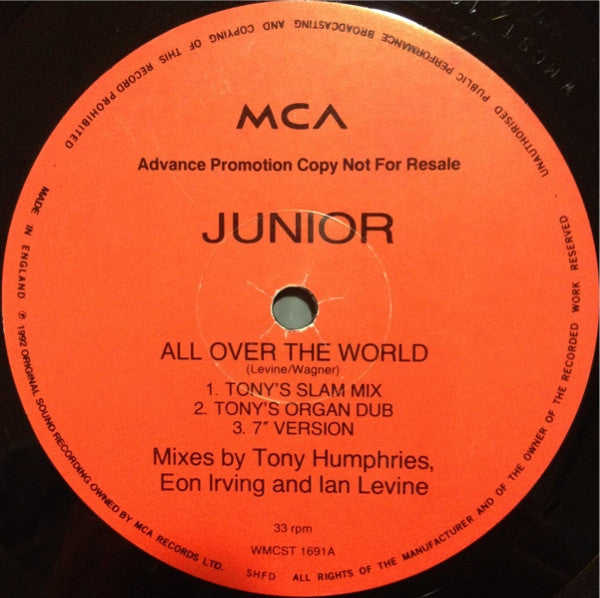 MCA
Advance Promotion Copy Not For Resale
JUNIOR
ALL OVER THE WORLD
(Levine/Wagner)
1. TONY'S SLAM MIX
2. TONY'S ORGAN DUB
3. 7" VERSION
Mixes by Tony Humphries,
Eon Irving and Ian Levine
33 rpm
WMCST 1691A
MADE IN ENGLAND ℗ 1992 ORIGINAL SOUND RECORDING OWNED BY MCA RECORDS LTD. SHFD ALL RIGHTS OF THE MANUFACTURER AND OF THE OWNER OF THE RECORDED WORK RESERVED
UNAUTHORISED PUBLIC PERFORMANCE BROADCASTING AND COPYING OF THIS RECORD PROHIBITED
WMCST